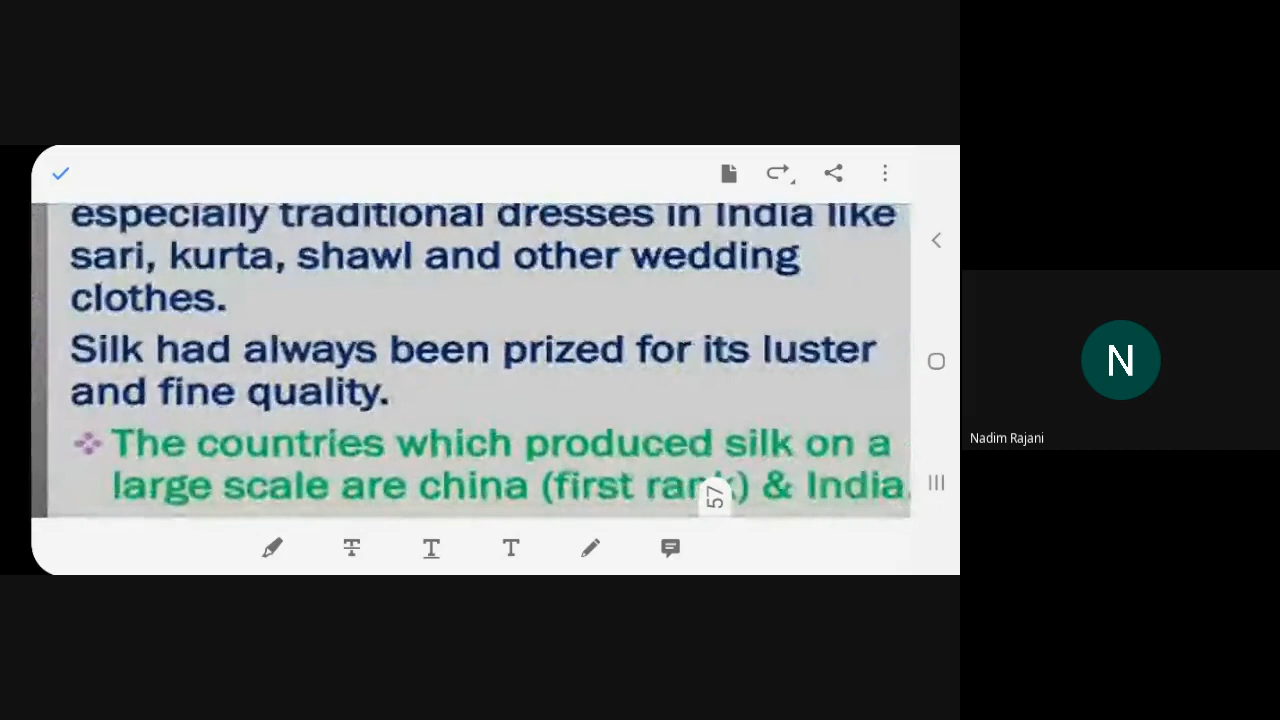 especially traditional dresses in India like
sari, kurta, shawl and other wedding
clothes.
Silk had always been prized for its luster
and fine quality.
The countries which produced silk on a
large scale are china (first rank) & India.
57
T
T
T
N
Nadim Rajani